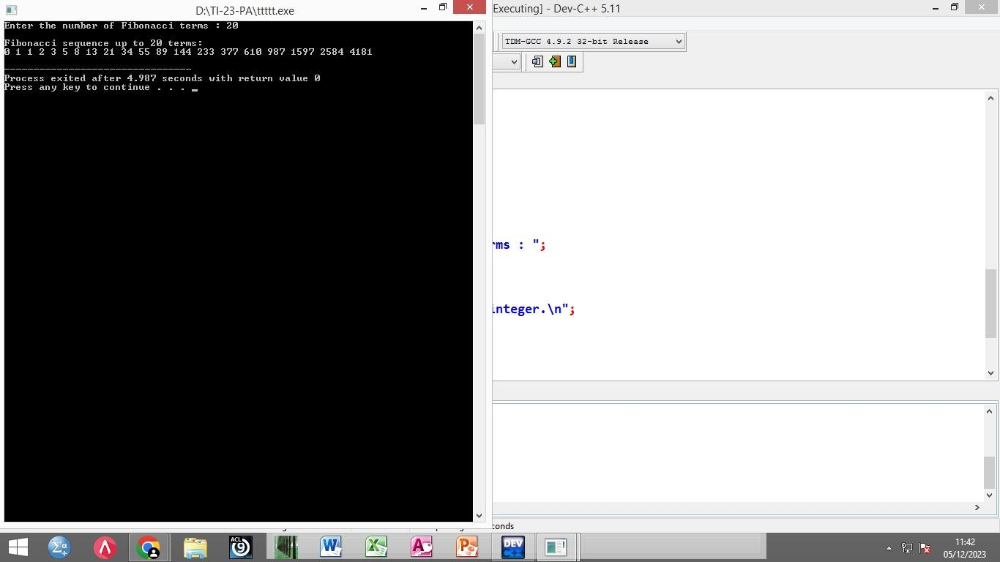 D:\TI-23-PA\ttttt.exe
Enter the number of Fibonacci terms : 20
Fibonacci sequence up to 20 terms:
0 1 1 2 3 5 8 13 21 34 55 89 144 233 377 610 987 1597 2584 4181
--------------------------------
Process exited after 4.987 seconds with return value 0
Press any key to continue . . . _
Executing] - Dev-C++ 5.11
TDM-GCC 4.9.2 32-bit Release
rms : ";
integer.\n";
conds
Σα
ACL
9
DEV
C++
11:42
05/12/2023